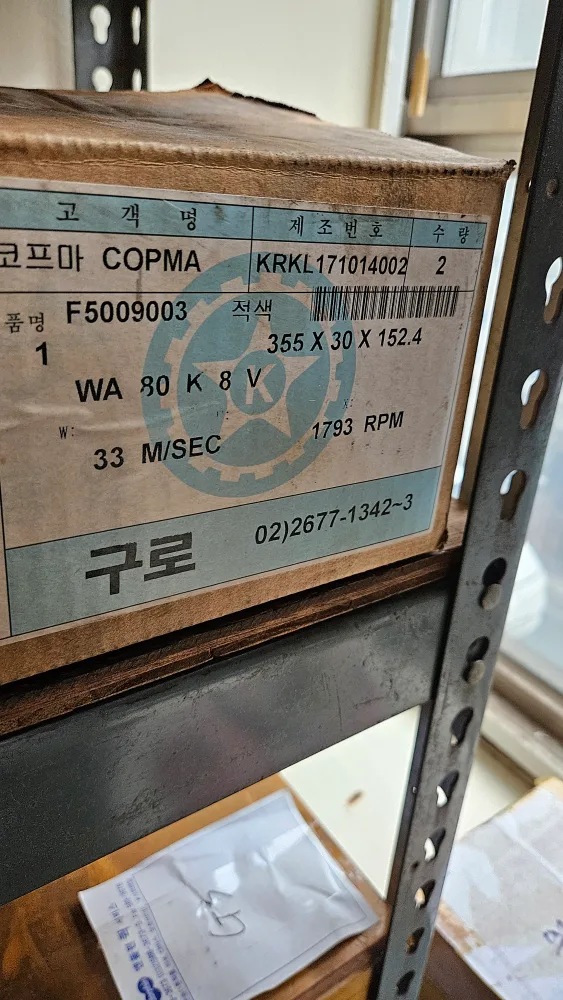 고 객 명 제 조 번 호 수 량
코프마 COPMA KRKL171014002 2
품명 F5009003 적색
1 355 X 30 X 152.4
WA 80 K 8 V
K
W:
33 M/SEC 1793 RPM
구로 02)2677-1342~3